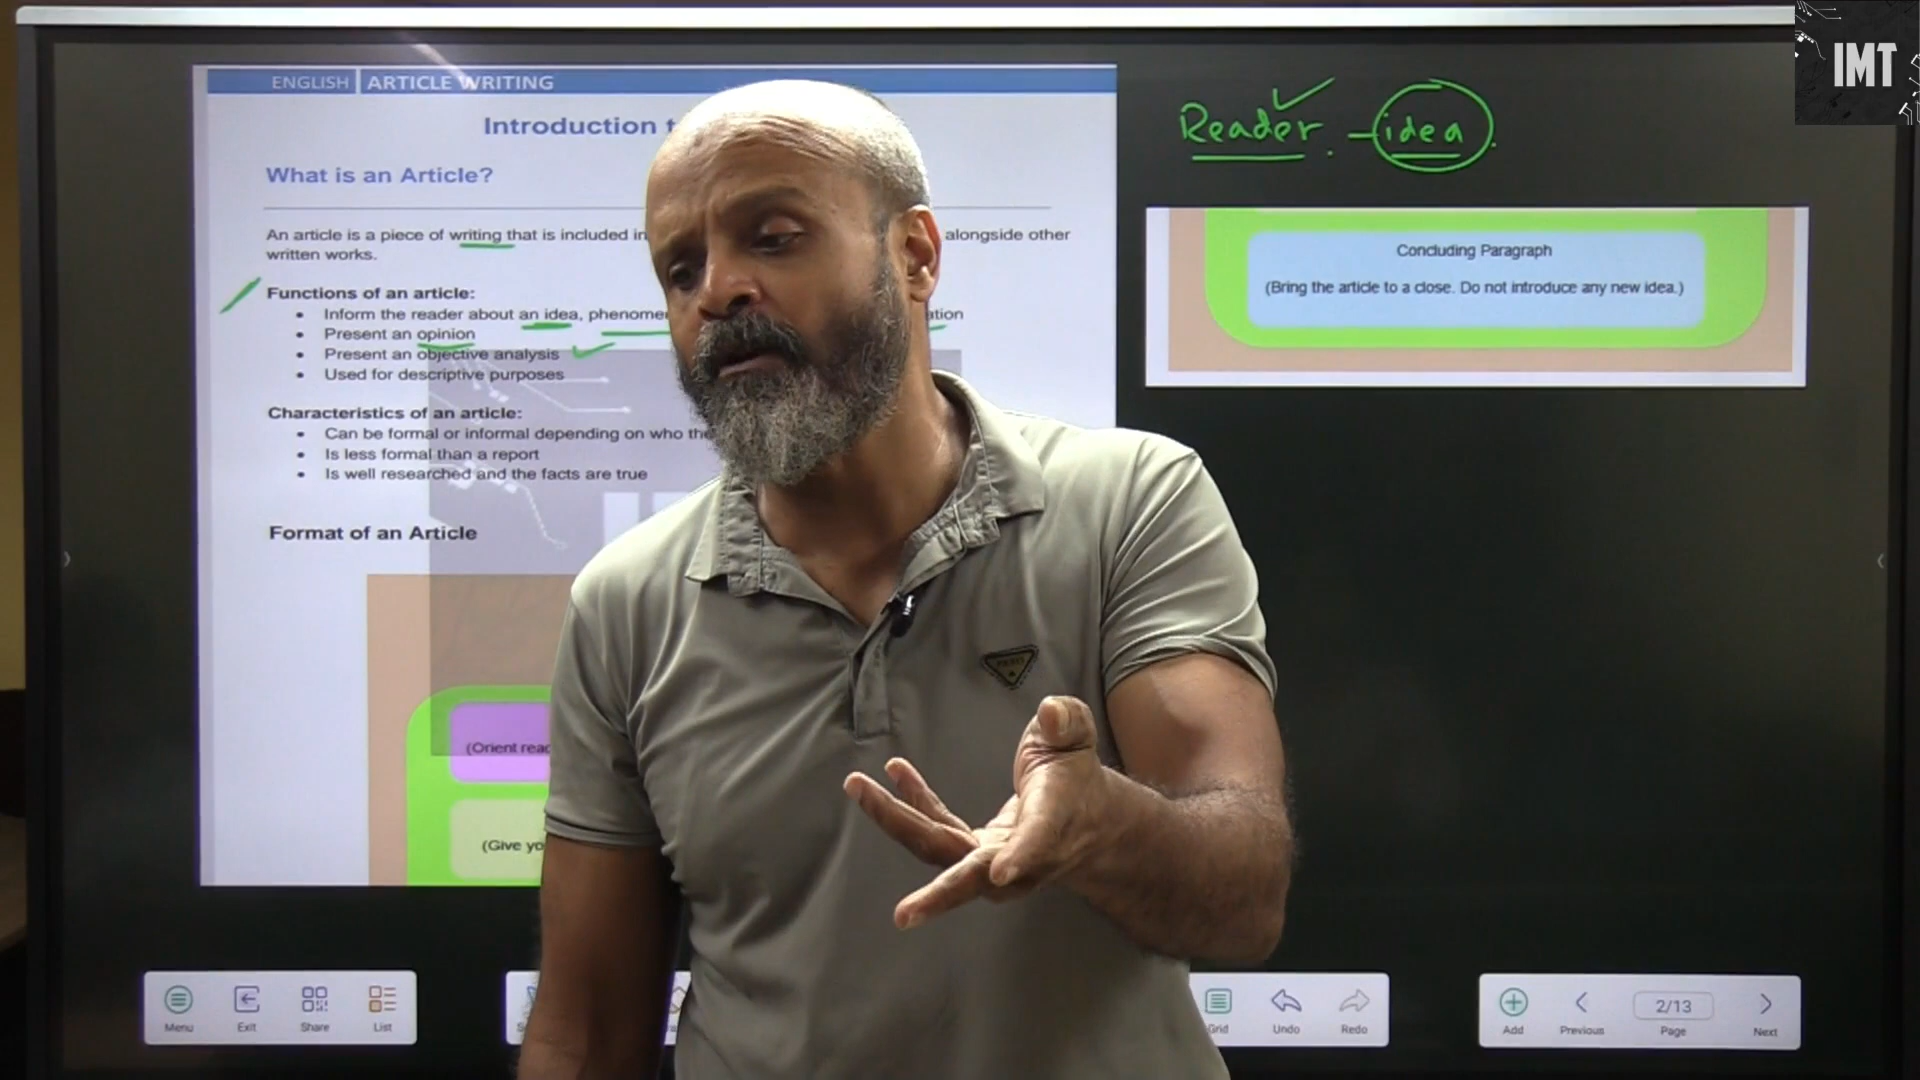 IMT
ENGLISH ARTICLE WRITING
Reader. - idea.
Introduction
What is an Article?
An article is a piece of writing that is included in alongside other
written works.
Functions of an article:
Inform the reader about an idea,
Present an opinion
Present an objective analysis
Used for descriptive purposes
Characteristics of an article:
Can be formal or informal depending on who
Is less formal than a report
Is well researched and the facts are true
Format of an Article
(Orient
(Give
Concluding Paragraph
(Bring the article to a close. Do not introduce any new idea.)
Menu Exit Share List
Grid Undo Redo
Add Previous 2/13 Page Next